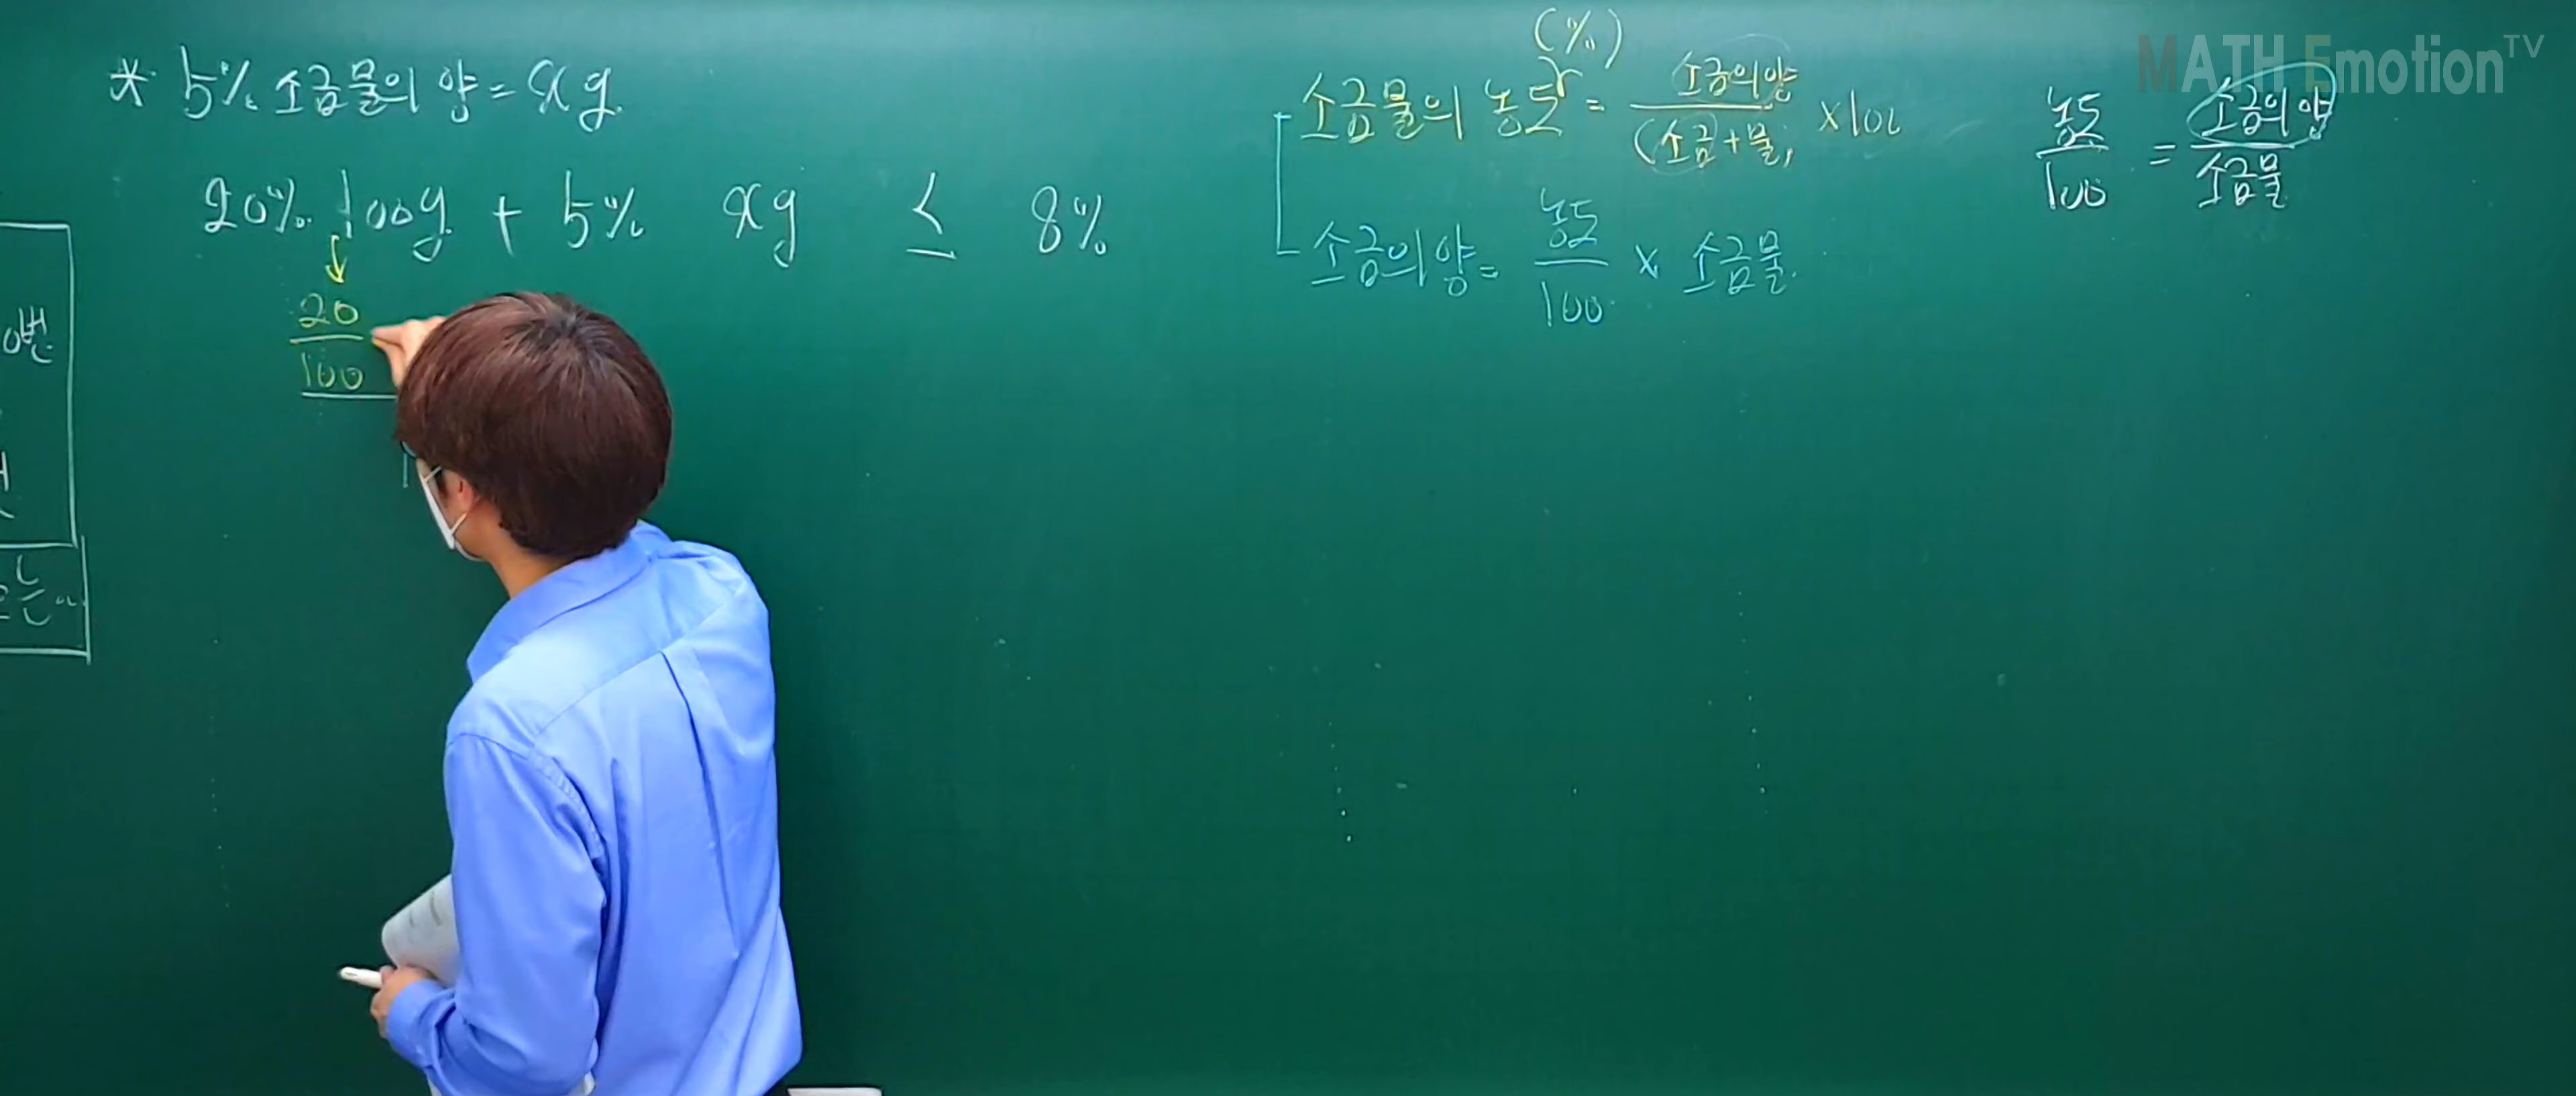 * 5% 소금물의 양 = x g.
20% 100g + 5% x g ≤ 8%
20
100
(%)
소금물의 농도 = 소금의양 / (소금+물) ×100
소금의양 = 농도 / 100 × 소금물.
농도 / 100 = 소금의양 / 소금물
MATH Emotion TV